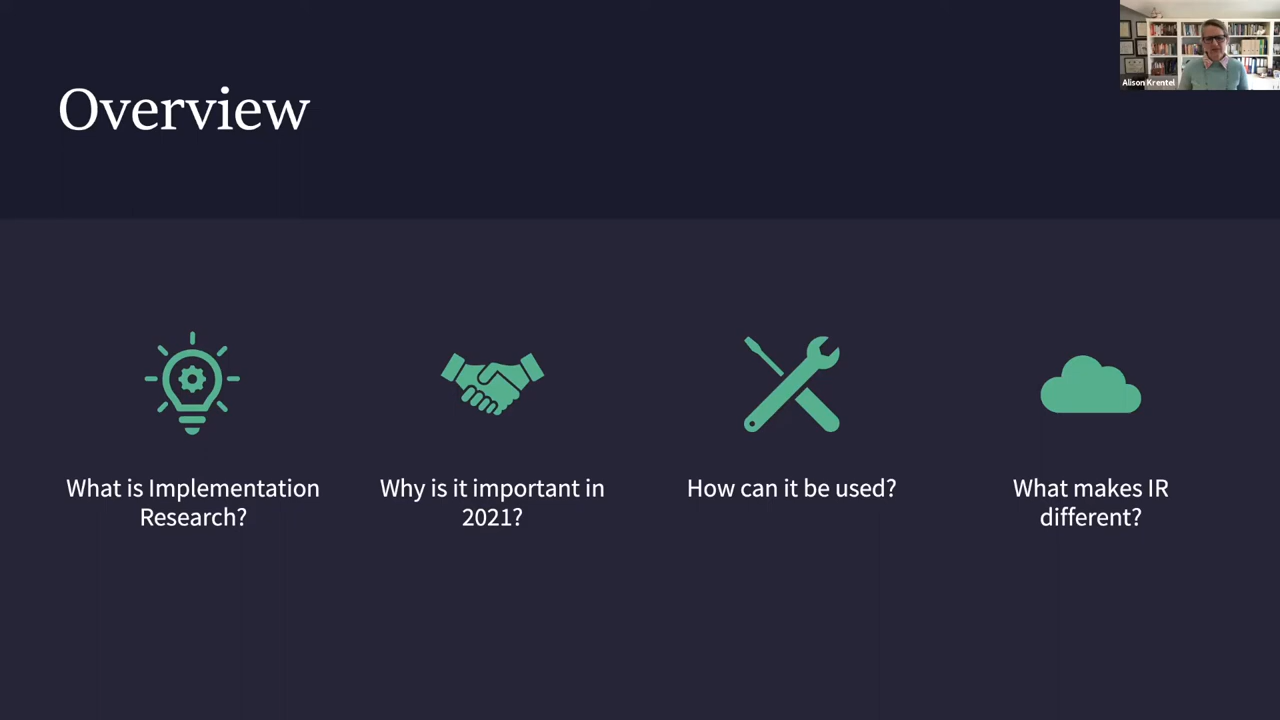 Alison Krentel
Overview
What is Implementation
Research?
Why is it important in
2021?
How can it be used?
What makes IR
different?